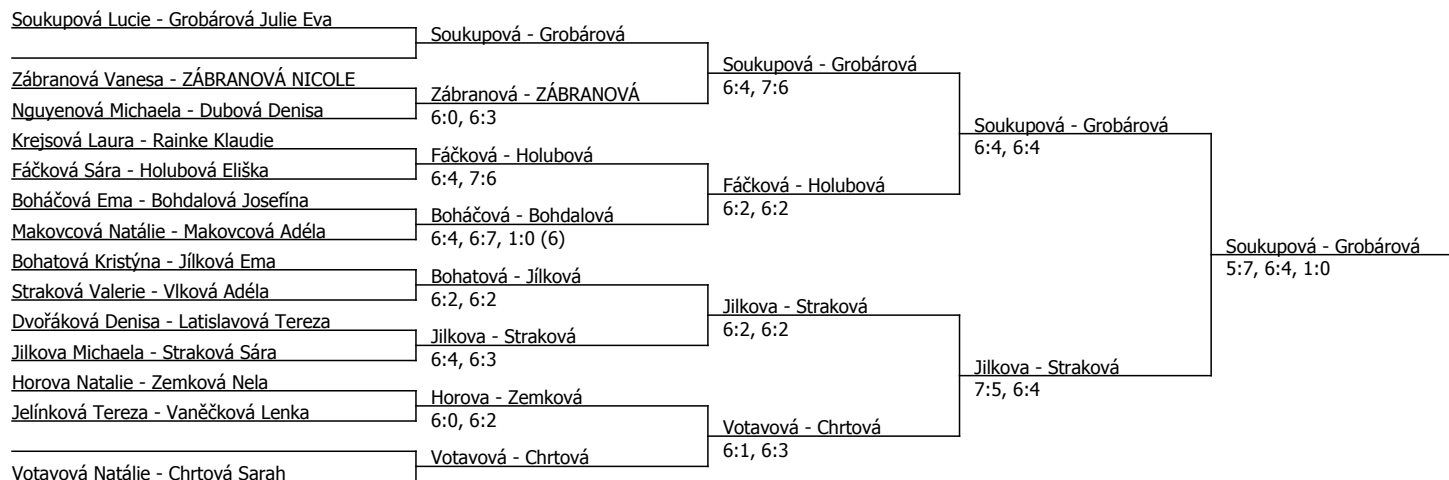 Soukupová Lucie - Grobárová Julie Eva
Zábranová Vanesa - ZÁBRANOVÁ NICOLE
Nguyenová Michaela - Dubová Denisa
Krejsová Laura - Rainke Klaudie
Fáčková Sára - Holubová Eliška
Boháčová Ema - Bohdalová Josefína
Makovcová Natálie - Makovcová Adéla
Bohatová Kristýna - Jílková Ema
Straková Valerie - Vlková Adéla
Dvořáková Denisa - Latislavová Tereza
Jilkova Michaela - Straková Sára
Horova Natalie - Zemková Nela
Jelínková Tereza - Vaněčková Lenka
Votavová Natálie - Chrtová Sarah
Soukupová - Grobárová
Zábranová - ZÁBRANOVÁ
6:0, 6:3
Fáčková - Holubová
6:4, 7:6
Boháčová - Bohdalová
6:4, 6:7, 1:0 (6)
Bohatová - Jílková
6:2, 6:2
Jilkova - Straková
6:4, 6:3
Horova - Zemková
6:0, 6:2
Votavová - Chrtová
Soukupová - Grobárová
6:4, 7:6
Fáčková - Holubová
6:2, 6:2
Jilkova - Straková
6:2, 6:2
Votavová - Chrtová
6:1, 6:3
Soukupová - Grobárová
6:4, 6:4
Jilkova - Straková
7:5, 6:4
Soukupová - Grobárová
5:7, 6:4, 1:0